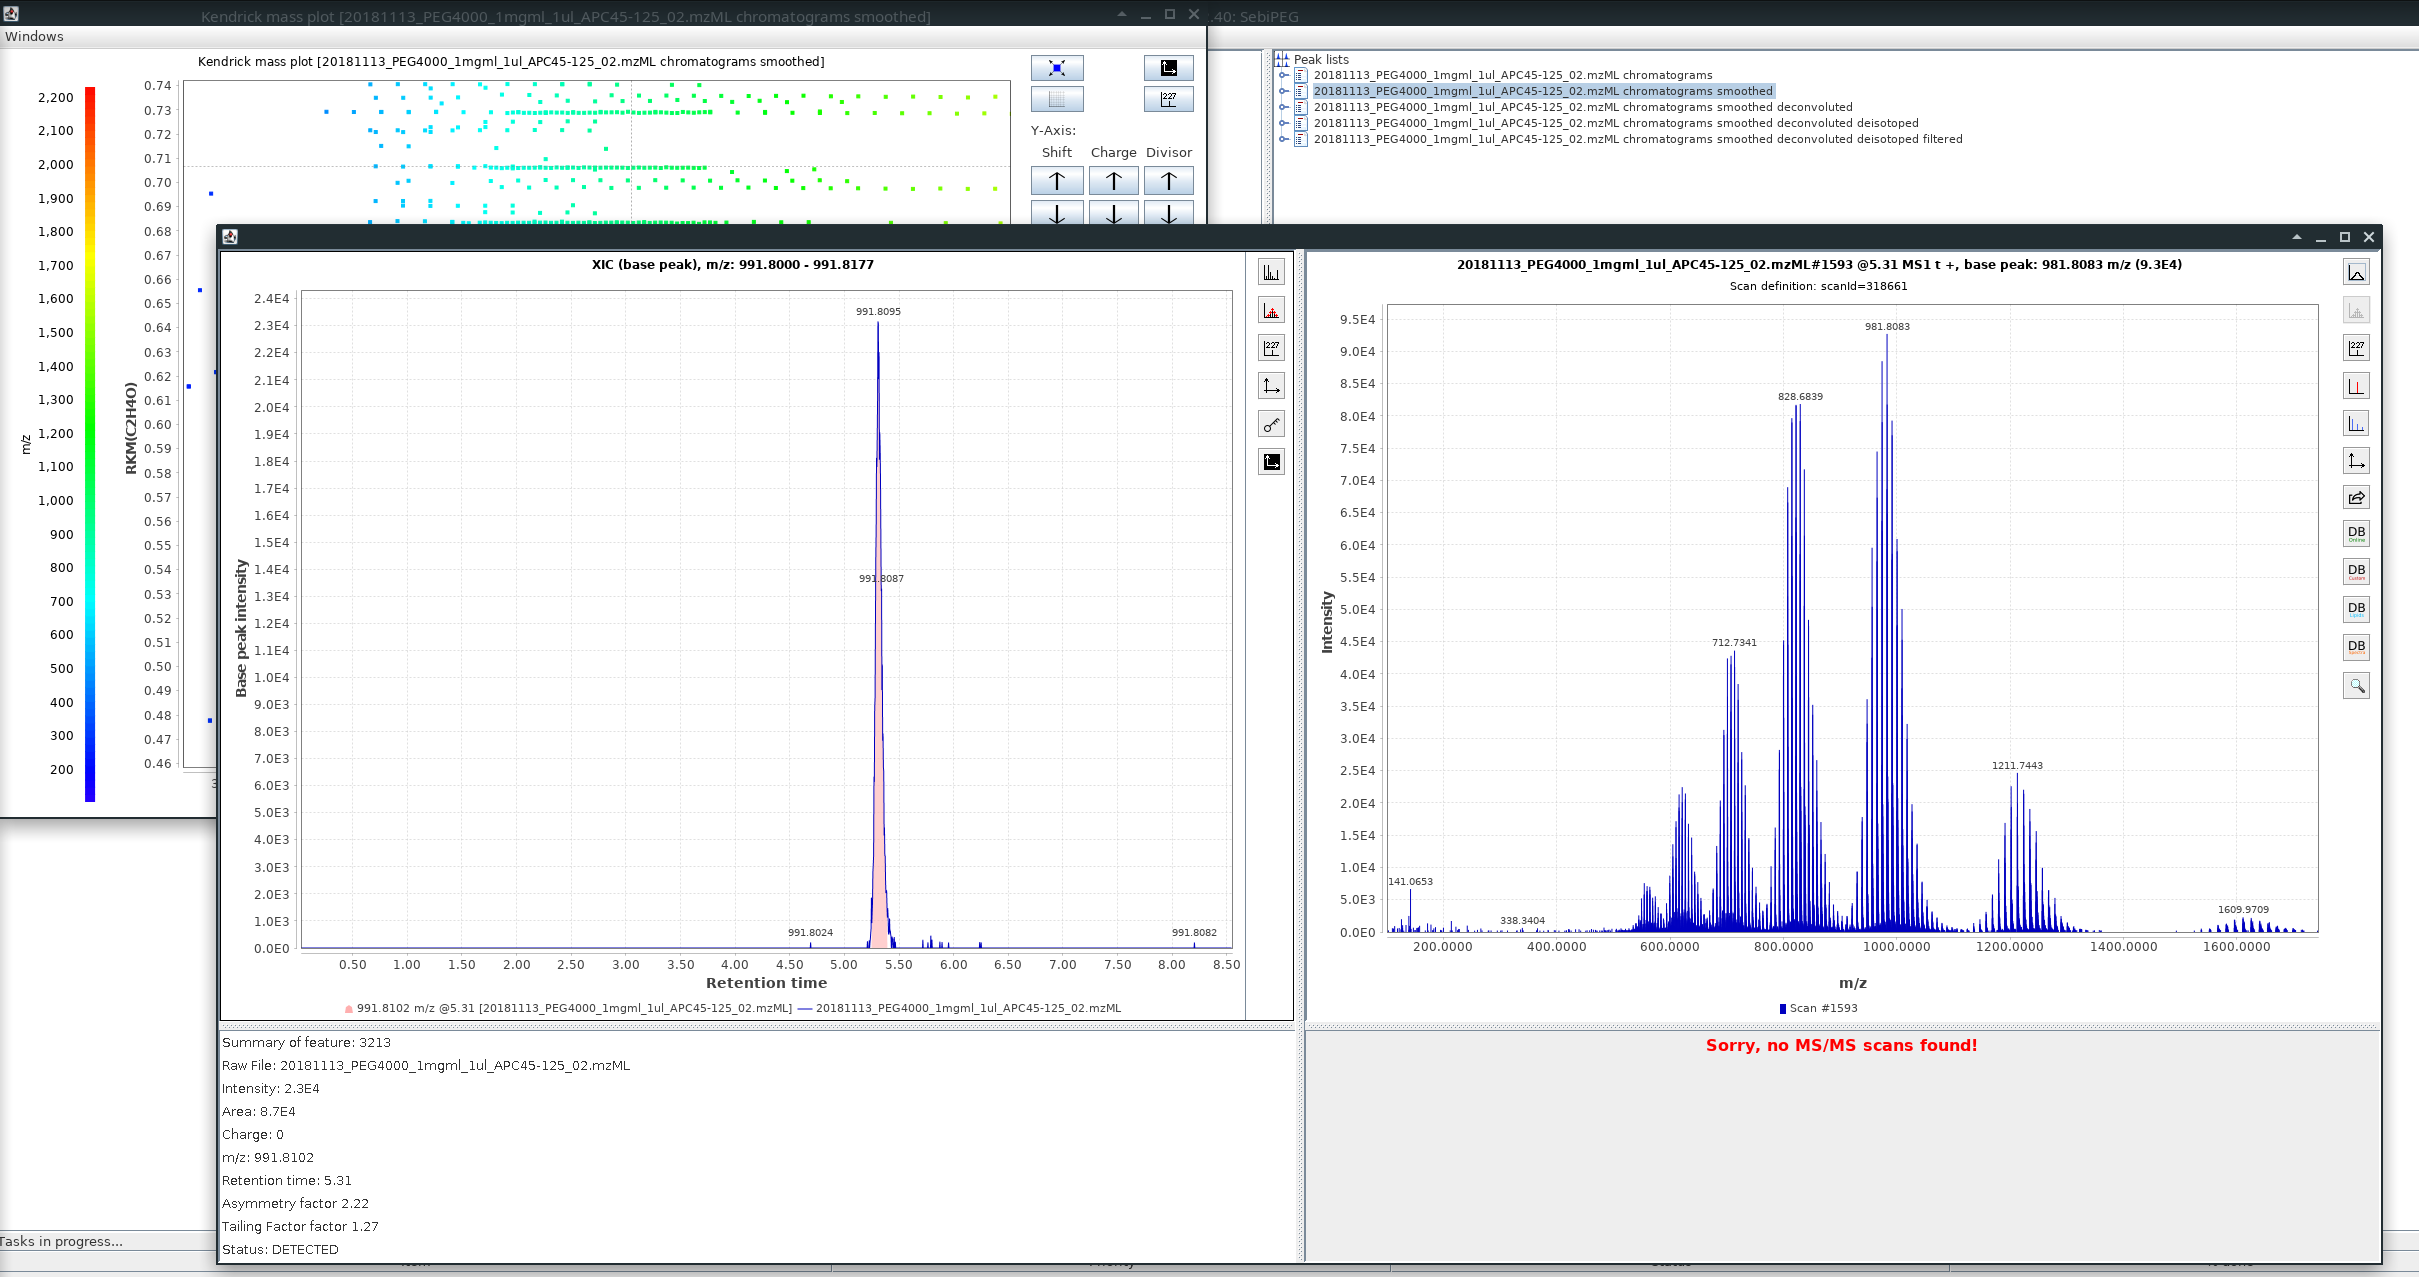 Kendrick mass plot [20181113_PEG4000_1mgml_1ul_APC45-125_02.mzML chromatograms smoothed]
.40: SebiPEG
Windows
Kendrick mass plot [20181113_PEG4000_1mgml_1ul_APC45-125_02.mzML chromatograms smoothed]
2,200
2,100
2,000
1,900
1,800
1,700
1,600
1,500
1,400
1,300
1,200
1,100
1,000
900
800
700
600
500
400
300
200
m/z
0.74
0.73
0.72
0.71
0.70
0.69
0.68
0.67
0.66
0.65
0.64
0.63
0.62
0.61
0.60
0.59
0.58
0.57
0.56
0.55
0.54
0.53
0.52
0.51
0.50
0.49
0.48
0.47
0.46
RKM(C2H4O)
227
Y-Axis:
Shift Charge Divisor
Peak lists
20181113_PEG4000_1mgml_1ul_APC45-125_02.mzML chromatograms
20181113_PEG4000_1mgml_1ul_APC45-125_02.mzML chromatograms smoothed
20181113_PEG4000_1mgml_1ul_APC45-125_02.mzML chromatograms smoothed deconvoluted
20181113_PEG4000_1mgml_1ul_APC45-125_02.mzML chromatograms smoothed deconvoluted deisotoped
20181113_PEG4000_1mgml_1ul_APC45-125_02.mzML chromatograms smoothed deconvoluted deisotoped filtered
XIC (base peak), m/z: 991.8000 - 991.8177
2.4E4
2.3E4
2.2E4
2.1E4
2.0E4
1.9E4
1.8E4
1.7E4
1.6E4
1.5E4
1.4E4
1.3E4
1.2E4
1.1E4
1.0E4
9.0E3
8.0E3
7.0E3
6.0E3
5.0E3
4.0E3
3.0E3
2.0E3
1.0E3
0.0E0
Base peak intensity
991.8095
991.8087
991.8024
991.8082
0.50 1.00 1.50 2.00 2.50 3.00 3.50 4.00 4.50 5.00 5.50 6.00 6.50 7.00 7.50 8.00 8.50
Retention time
991.8102 m/z @5.31 [20181113_PEG4000_1mgml_1ul_APC45-125_02.mzML] 20181113_PEG4000_1mgml_1ul_APC45-125_02.mzML
227
20181113_PEG4000_1mgml_1ul_APC45-125_02.mzML#1593 @5.31 MS1 t +, base peak: 981.8083 m/z (9.3E4)
Scan definition: scanId=318661
9.5E4
9.0E4
8.5E4
8.0E4
7.5E4
7.0E4
6.5E4
6.0E4
5.5E4
5.0E4
4.5E4
4.0E4
3.5E4
3.0E4
2.5E4
2.0E4
1.5E4
1.0E4
5.0E3
0.0E0
Intensity
981.8083
828.6839
712.7341
1211.7443
141.0653
338.3404
1609.9709
200.0000 400.0000 600.0000 800.0000 1000.0000 1200.0000 1400.0000 1600.0000
m/z
Scan #1593
227
DB
Online
DB
Custom
DB
Lipids
DB
Summary of feature: 3213
Raw File: 20181113_PEG4000_1mgml_1ul_APC45-125_02.mzML
Intensity: 2.3E4
Area: 8.7E4
Charge: 0
m/z: 991.8102
Retention time: 5.31
Asymmetry factor 2.22
Tailing Factor factor 1.27
Status: DETECTED
Sorry, no MS/MS scans found!
Tasks in progress...